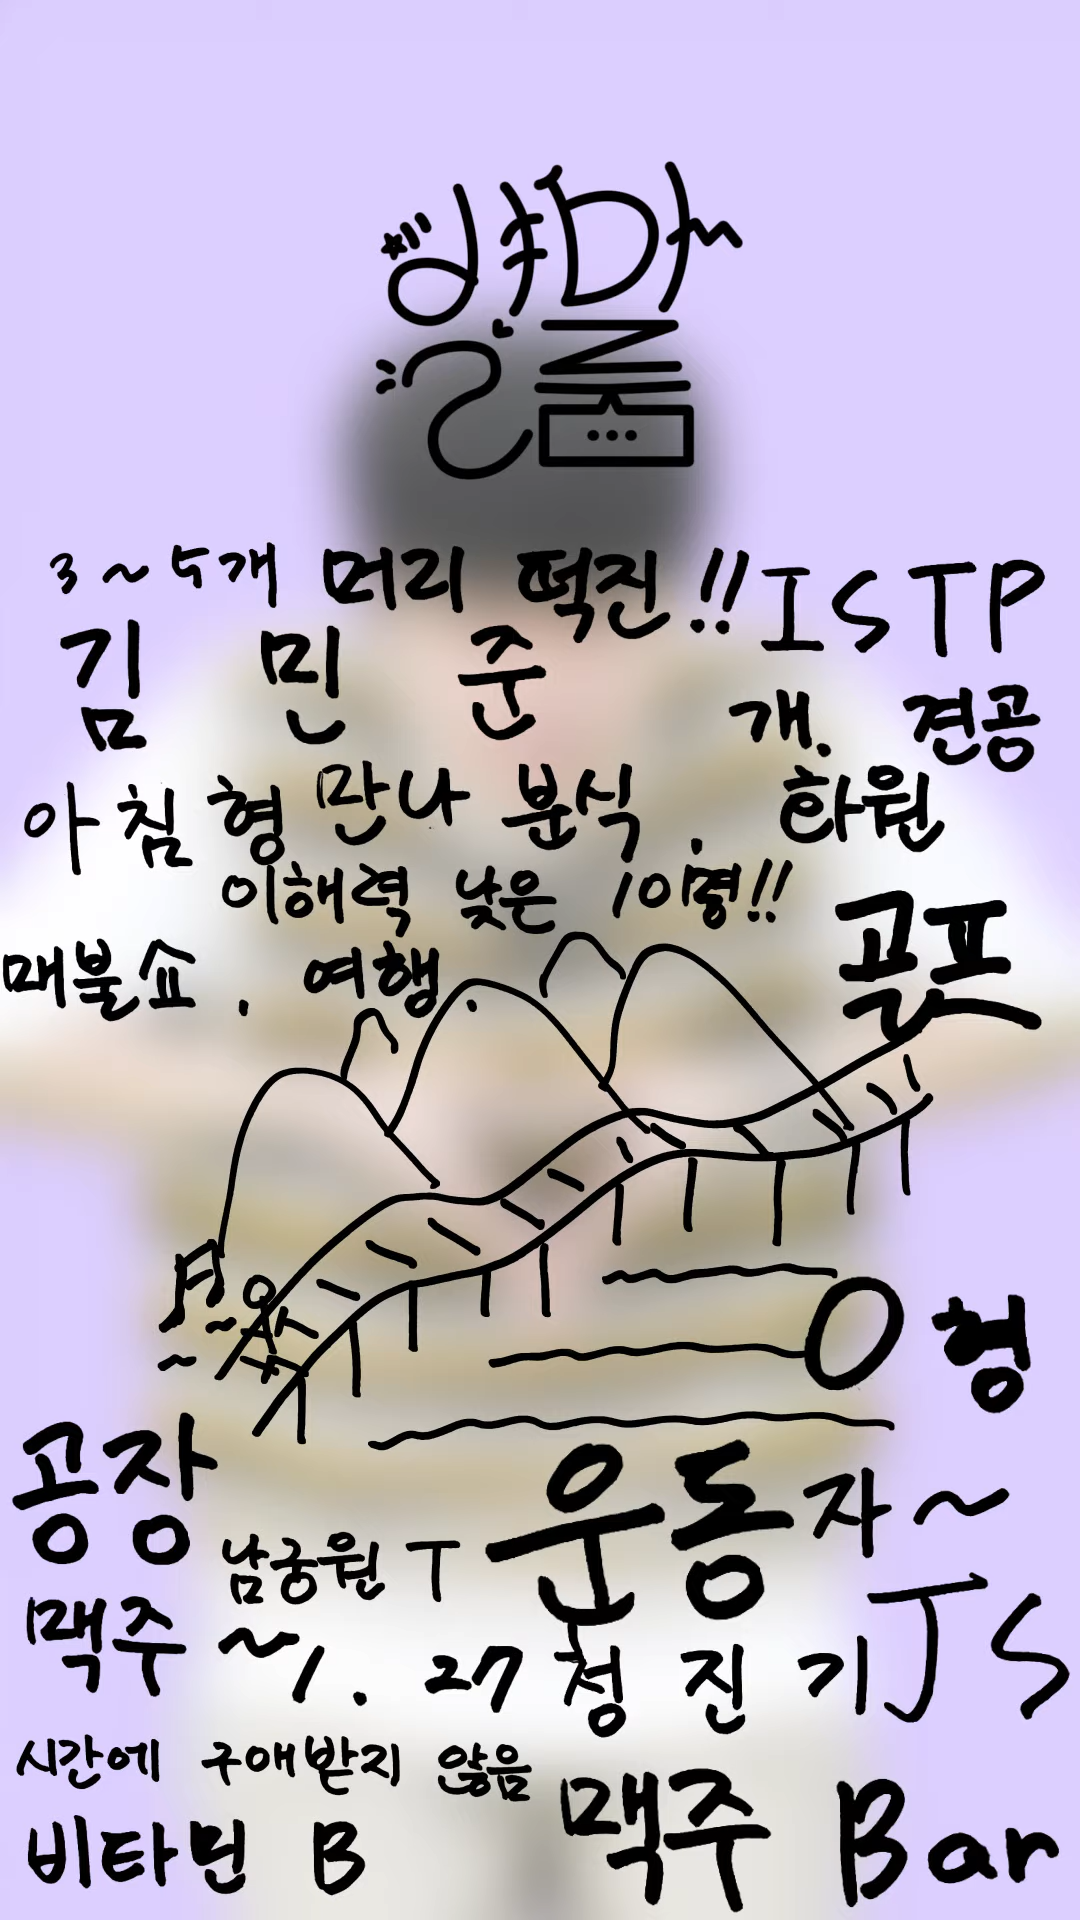 3~5개 머리 떡진!! ISTP
김 민 준
개. 견공
아침형 만나 분식. 하원
이해력 낮은 10명!!
매불쇼. 여행.
골프
O형
공장
운동자~
남궁원 T
맥주~
1. 27 정진기 JS
시간에 구애받지 않음
비타민 B 맥주 Bar